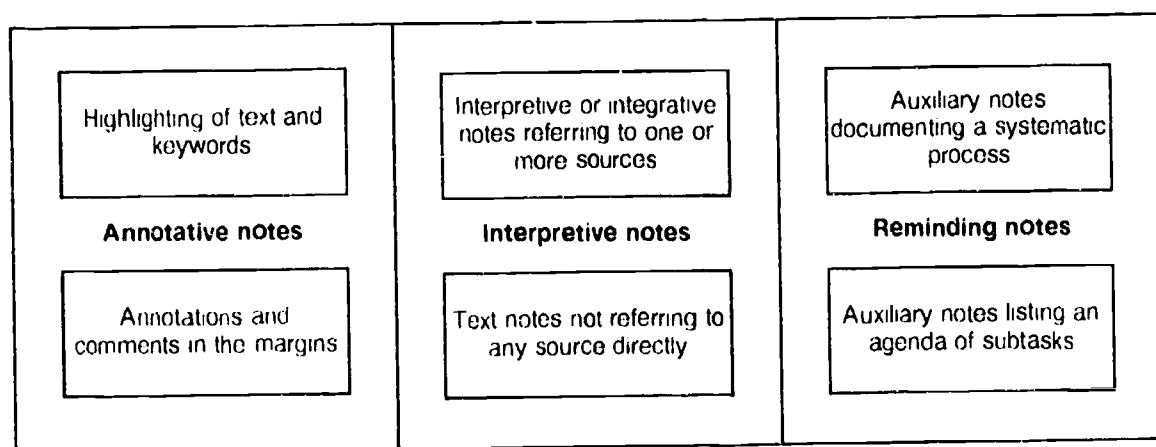 Highlighting of text and
keywords
Annotative notes
Annotations and
comments in the margins
Interpretive or integrative
notes referring to one or
more sources
Interpretive notes
Text notes not referring to
any source directly
Auxiliary notes
documenting a systematic
process
Reminding notes
Auxiliary notes listing an
agenda of subtasks